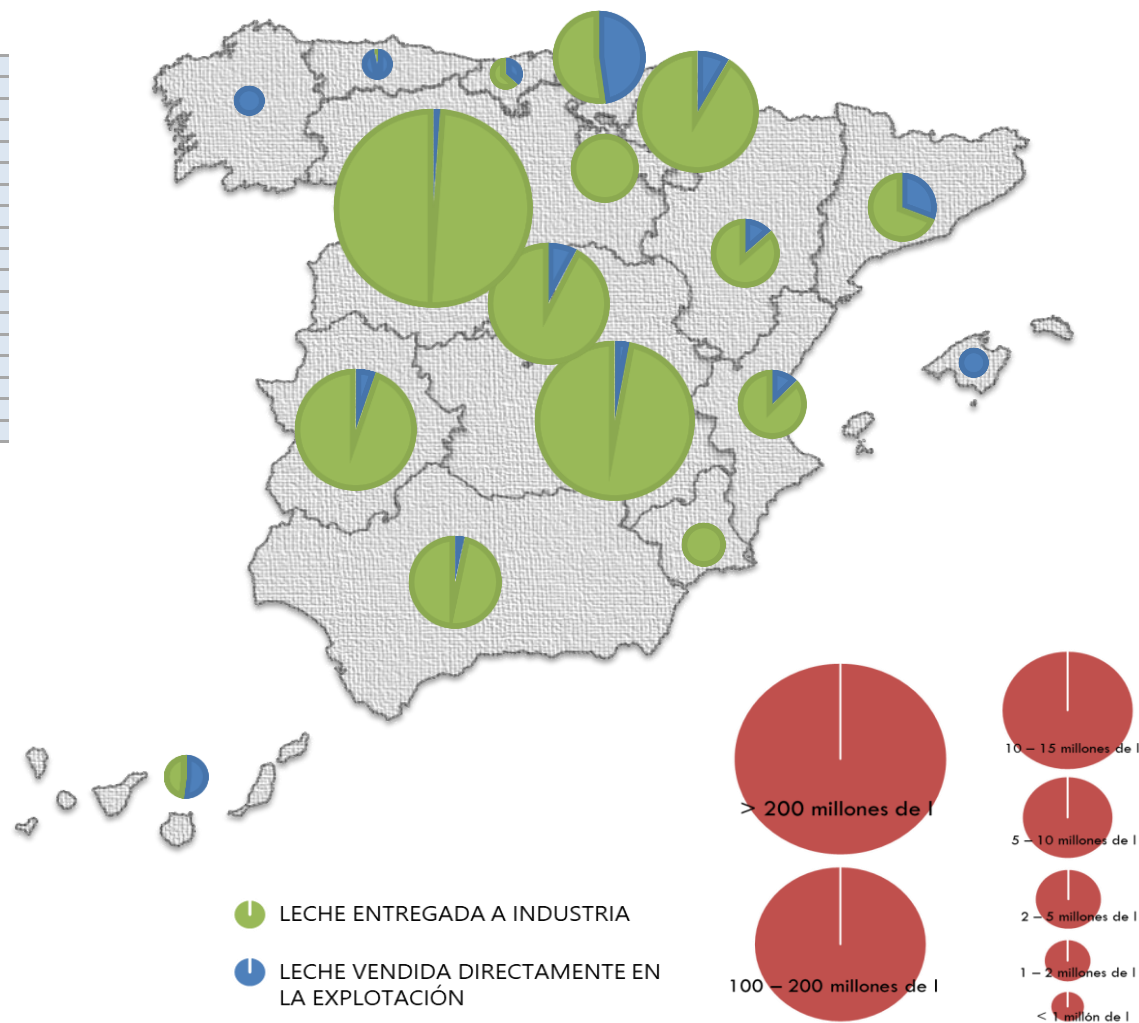 > 200 millones de l
10 – 15 millones de l
5 – 10 millones de l
100 – 200 millones de l
2 – 5 millones de l
1 – 2 millones de l
< 1 millón de l
LECHE ENTREGADA A INDUSTRIA
LECHE VENDIDA DIRECTAMENTE EN
LA EXPLOTACIÓN